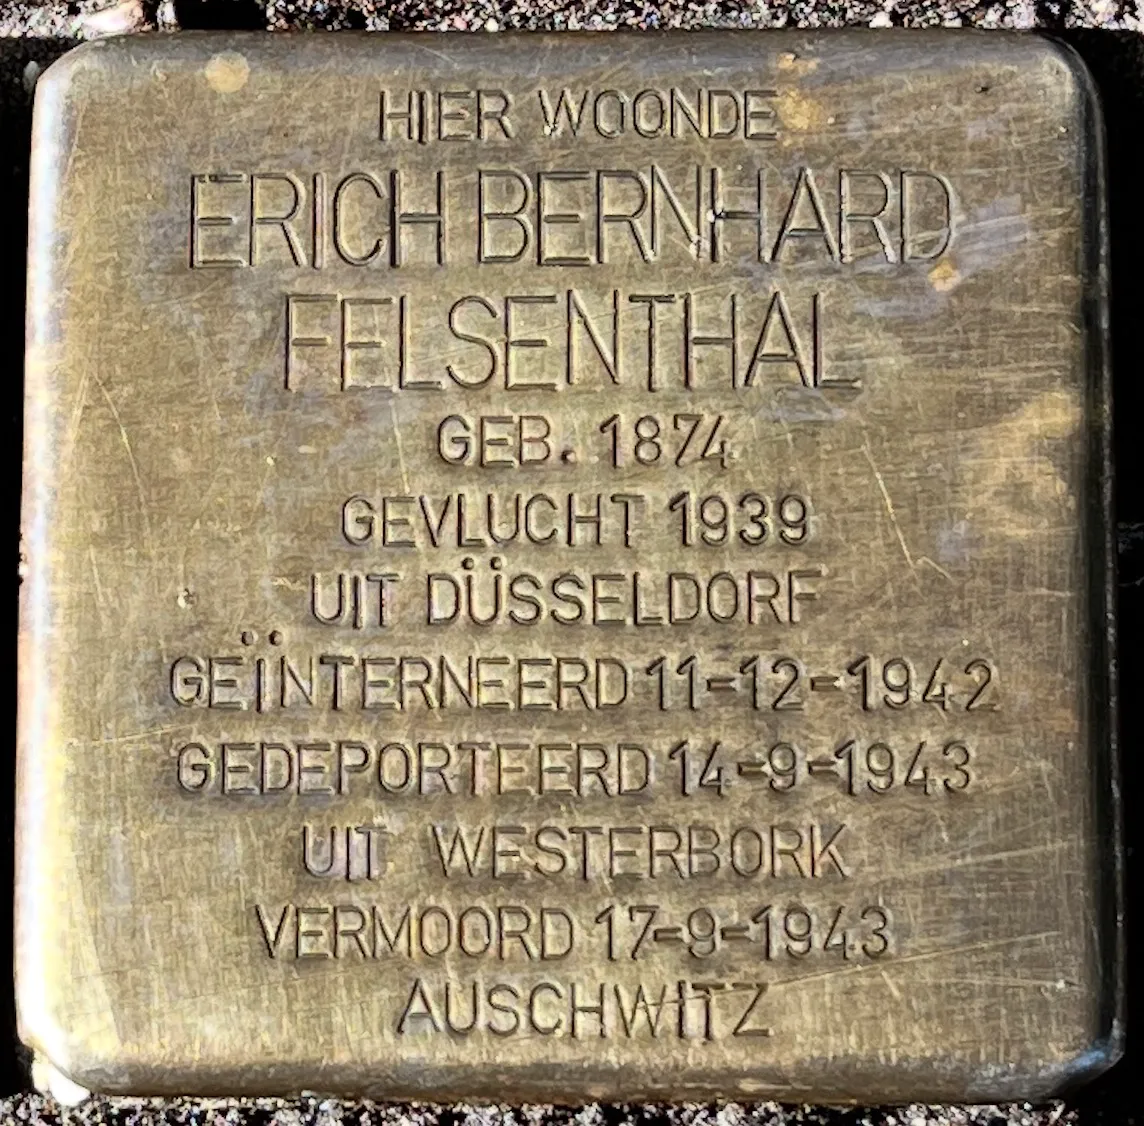 HIER WOONDE
ERICH BERNHARD
FELSENTHAL
GEB. 1874
GEVLUCHT 1939
UIT DÜSSELDORF
GEÏNTERNEERD 11-12-1942
GEDEPORTEERD 14-9-1943
UIT WESTERBORK
VERMOORD 17-9-1943
AUSCHWITZ